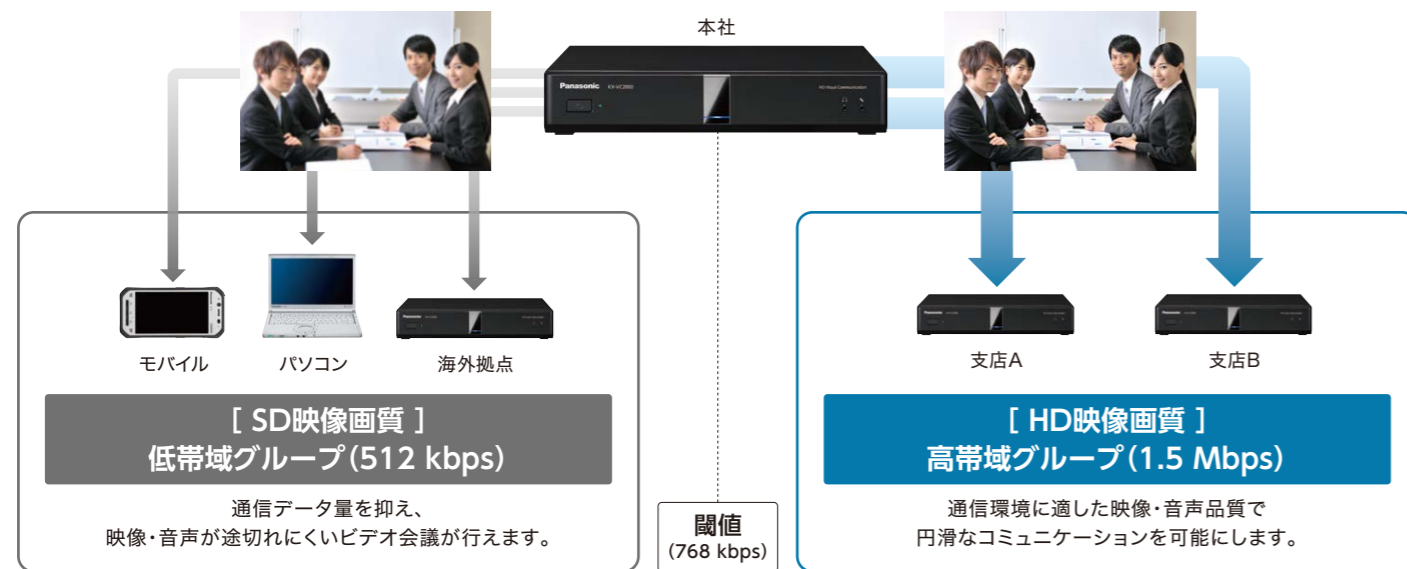 本社
Panasonic KX-VC2000
HD Visual Communication
モバイル
パソコン
海外拠点
[ SD映像画質 ]
低帯域グループ(512 kbps)
通信データ量を抑え、
映像・音声が途切れにくいビデオ会議が行えます。
閾値
(768 kbps)
支店A
支店B
[ HD映像画質 ]
高帯域グループ(1.5 Mbps)
通信環境に適した映像・音声品質で
円滑なコミュニケーションを可能にします。